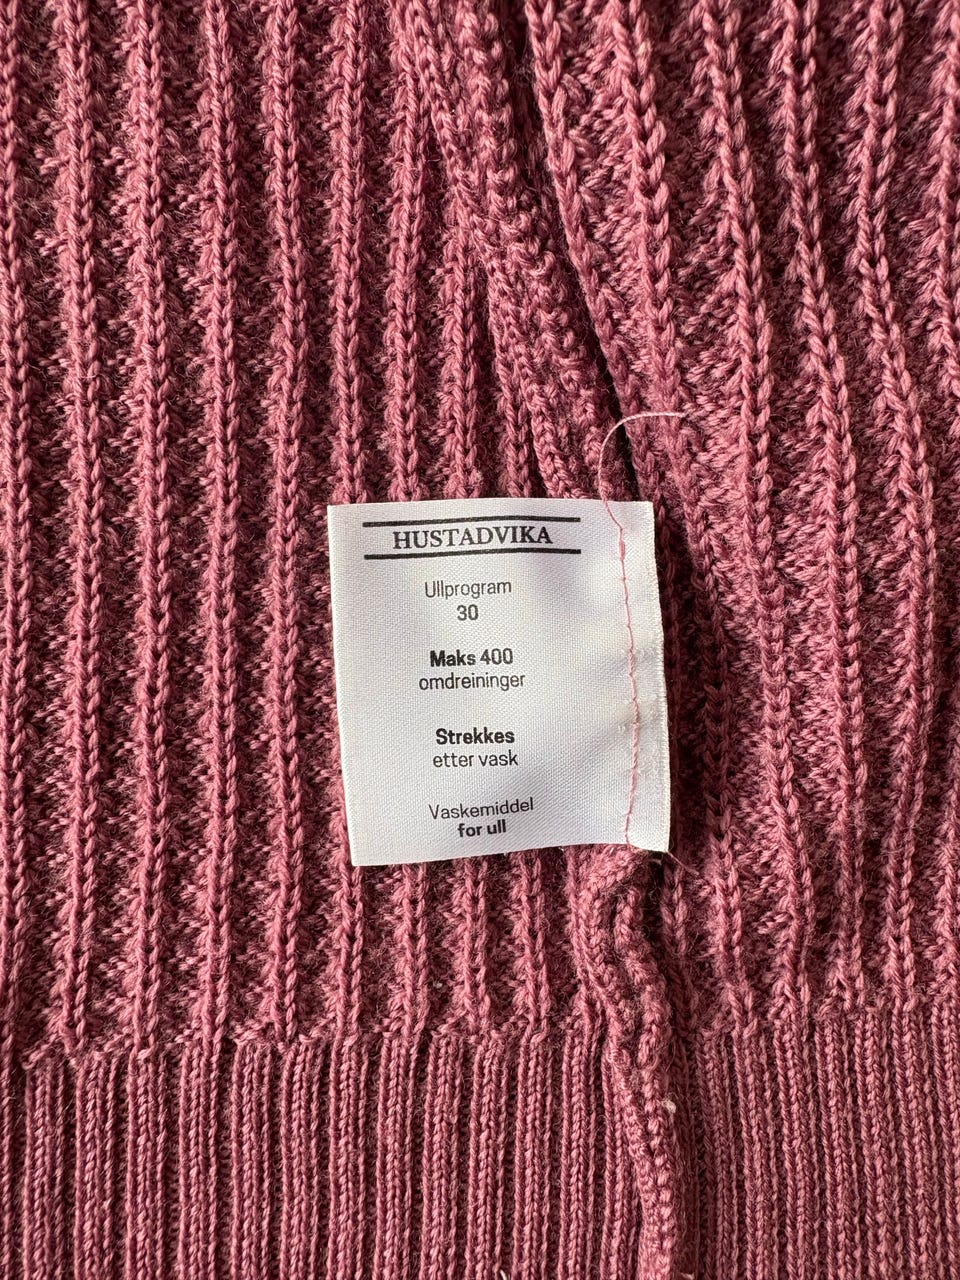 HUSTADVIKA
Ullprogram
30
Maks 400
omdreininger
Strekkes
etter vask
Vaskemiddel
for ull